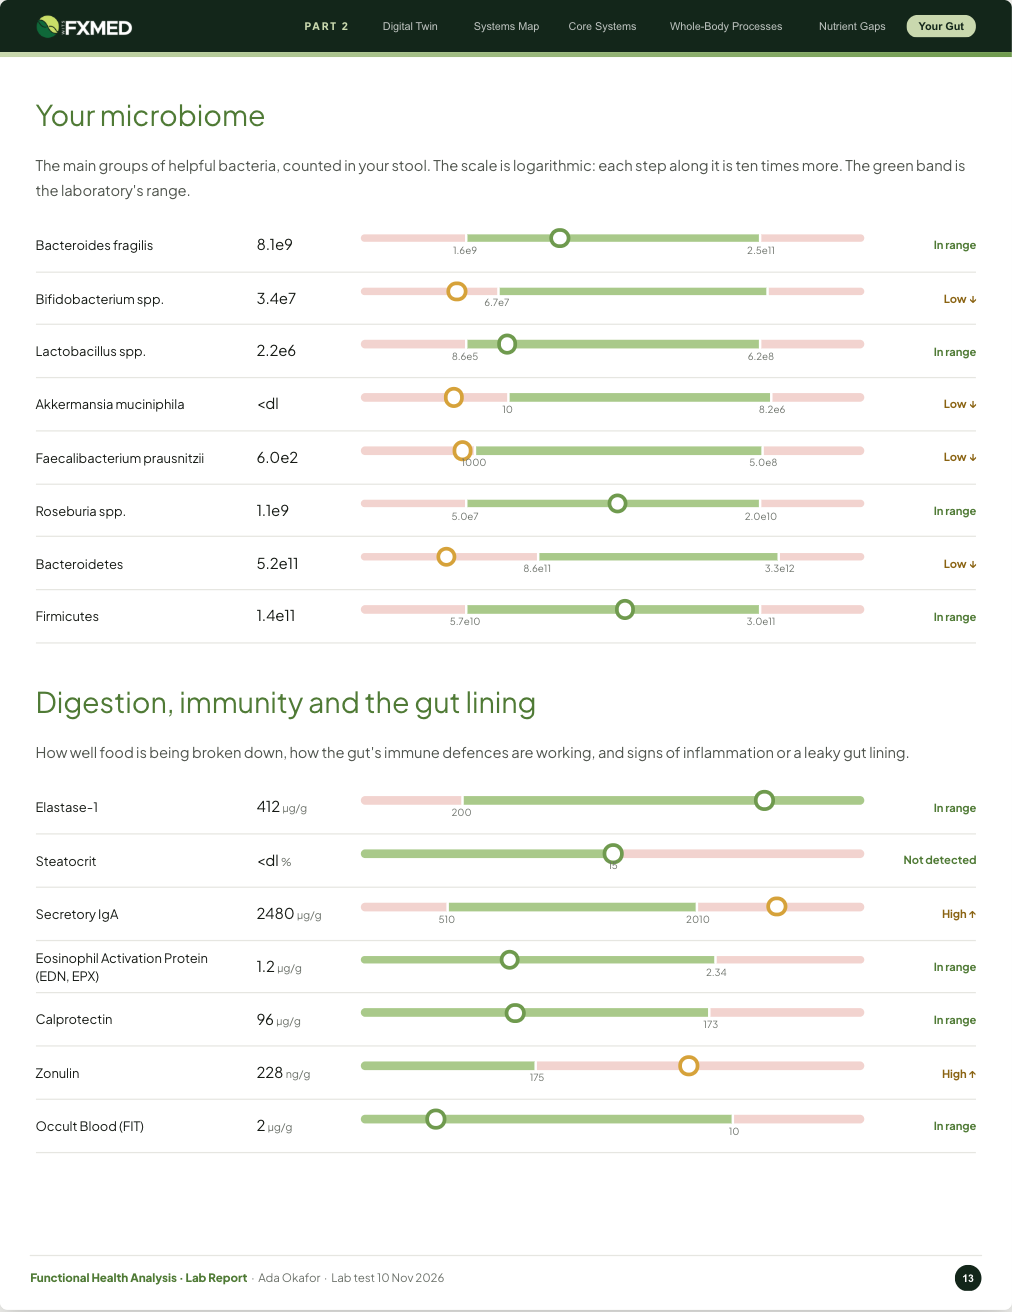 FXMED
PART 2
Digital Twin
Systems Map
Core Systems
Whole-Body Processes
Nutrient Gaps
Your Gut
Your microbiome
The main groups of helpful bacteria, counted in your stool. The scale is logarithmic: each step along it is ten times more. The green band is
the laboratory's range.
Bacteroides fragilis 8.1e9 In range
1.6e9 2.5e11
Bifidobacterium spp. 3.4e7 Low ↓
6.7e7
Lactobacillus spp. 2.2e6 In range
8.6e5 6.2e8
Akkermansia muciniphila <dl Low ↓
10 8.2e6
Faecalibacterium prausnitzii 6.0e2 Low ↓
1000 5.0e8
Roseburia spp. 1.1e9 In range
5.0e7 2.0e10
Bacteroidetes 5.2e11 Low ↓
8.6e11 3.3e12
Firmicutes 1.4e11 In range
5.7e10 3.0e11
Digestion, immunity and the gut lining
How well food is being broken down, how the gut's immune defences are working, and signs of inflammation or a leaky gut lining.
Elastase-1 412 µg/g In range
200
Steatocrit <dl % Not detected
15
Secretory IgA 2480 µg/g High ↑
510 2010
Eosinophil Activation Protein
(EDN, EPX) 1.2 µg/g In range
2.34
Calprotectin 96 µg/g In range
173
Zonulin 228 ng/g High ↑
175
Occult Blood (FIT) 2 µg/g In range
10
Functional Health Analysis · Lab Report · Ada Okafor · Lab test 10 Nov 2026
13